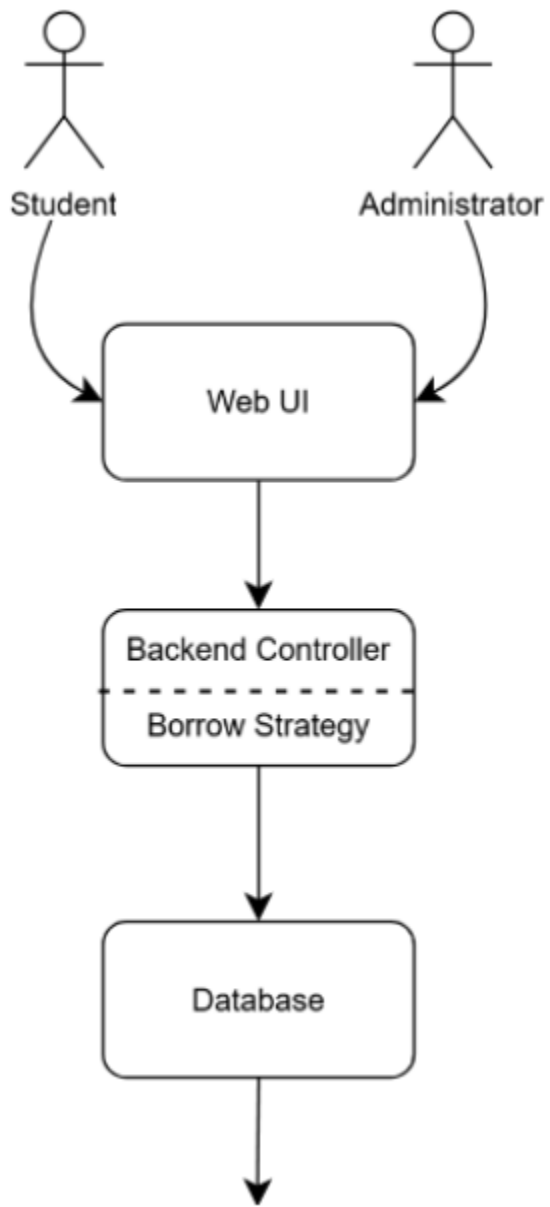 Student
Administrator
Web UI
Backend Controller
Borrow Strategy
Database